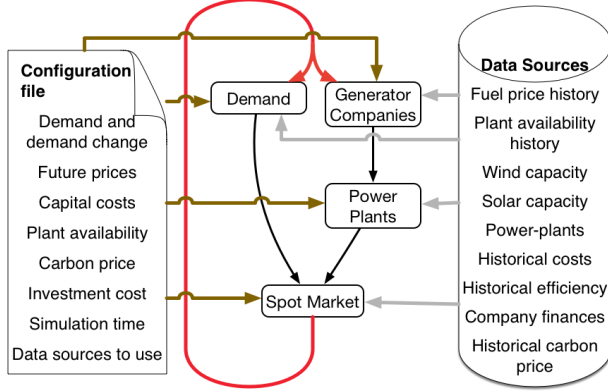 Configuration
file
Demand and
demand change
Future prices
Capital costs
Plant availability
Carbon price
Investment cost
Simulation time
Data sources to use
Demand
Generator
Companies
Power
Plants
Spot Market
Data Sources
Fuel price history
Plant availability
history
Wind capacity
Solar capacity
Power-plants
Historical costs
Historical efficiency
Company finances
Historical carbon
price